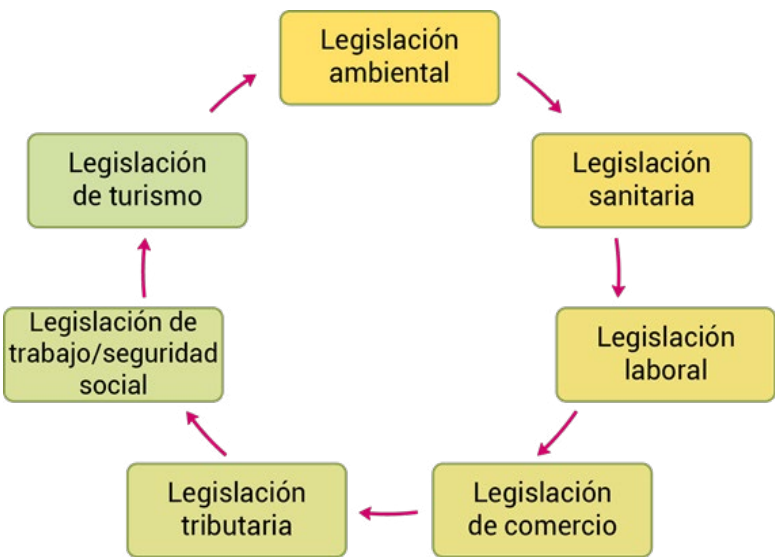 Legislación
ambiental
Legislación
sanitaria
Legislación
laboral
Legislación
de comercio
Legislación
tributaria
Legislación de
trabajo/seguridad
social
Legislación
de turismo